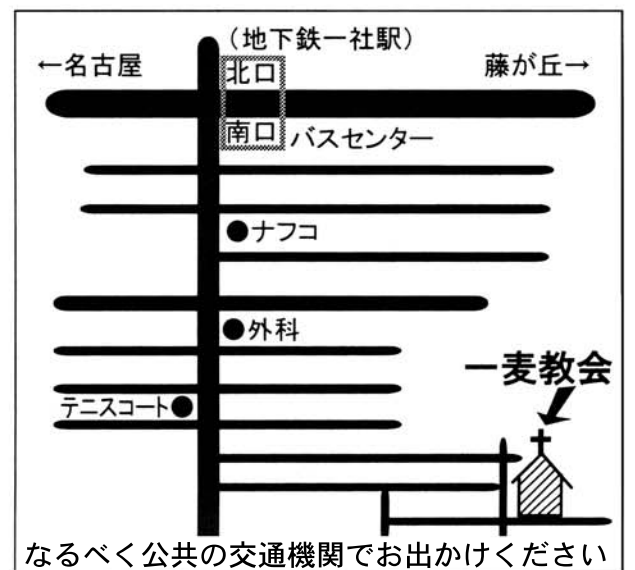 (地下鉄一社駅)
←名古屋
北口
藤が丘→
南口
バスセンター
ナフコ
外科
一麦教会
テニスコート
なるべく公共の交通機関でお出かけください